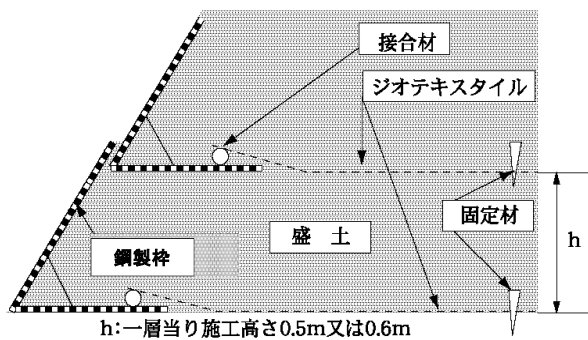 接合材
ジオテキスタイル
固定材
h
盛 土
鋼製枠
h:一層当り施工高さ0.5m又は0.6m